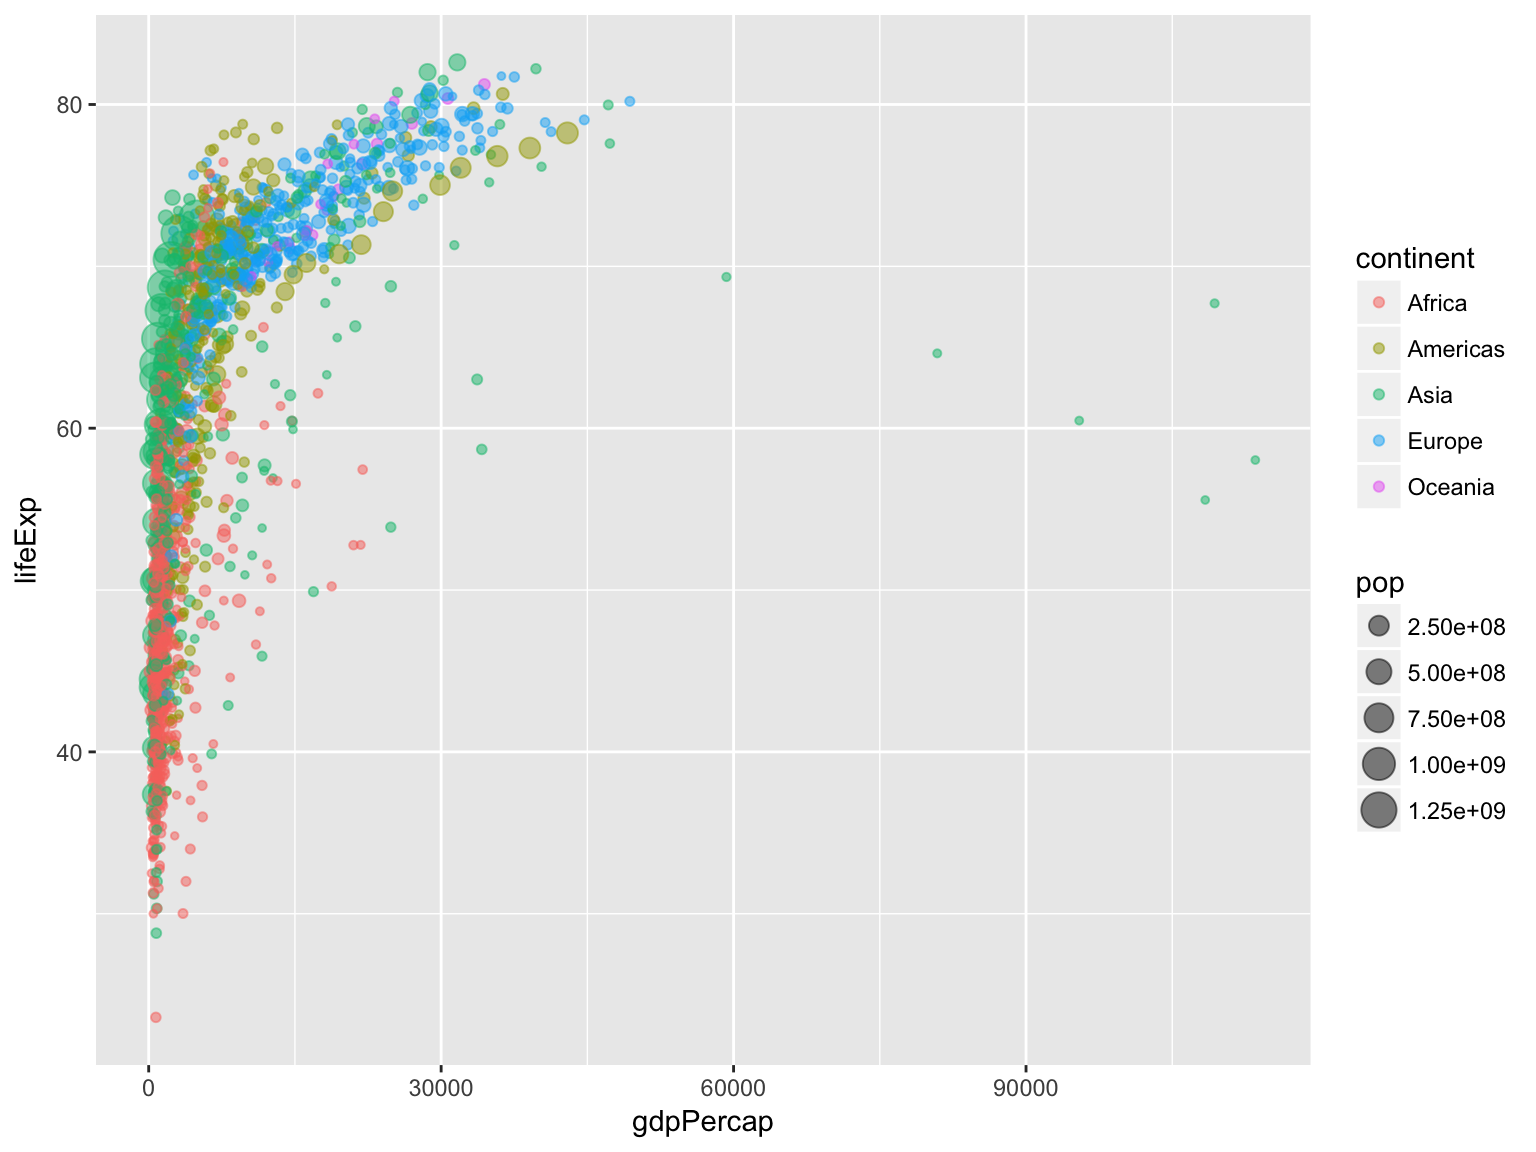 80
60
40
lifeExp
0 30000 60000 90000
gdpPercap
continent
Africa
Americas
Asia
Europe
Oceania
pop
2.50e+08
5.00e+08
7.50e+08
1.00e+09
1.25e+09